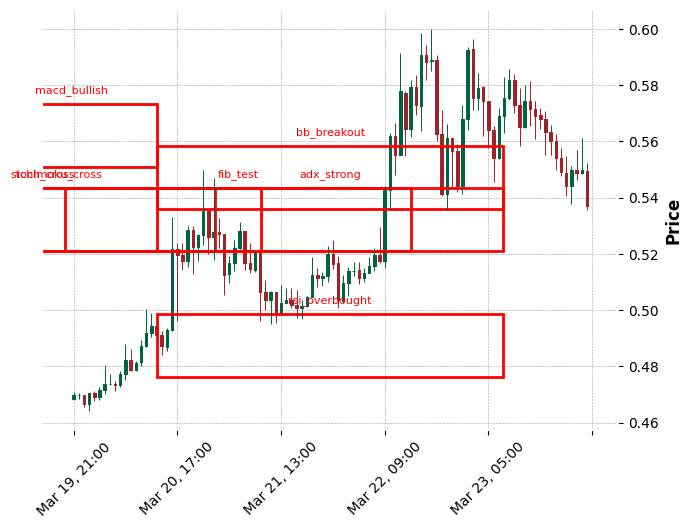 0.60
macd_bullish
0.58
bb_breakout
0.56
fib_test
adx_strong
0.54
Price
0.52
rsi_overbought
0.50
0.48
0.46
Mar 19, 21:00
Mar 20, 17:00
Mar 21, 13:00
Mar 22, 09:00
Mar 23, 05:00